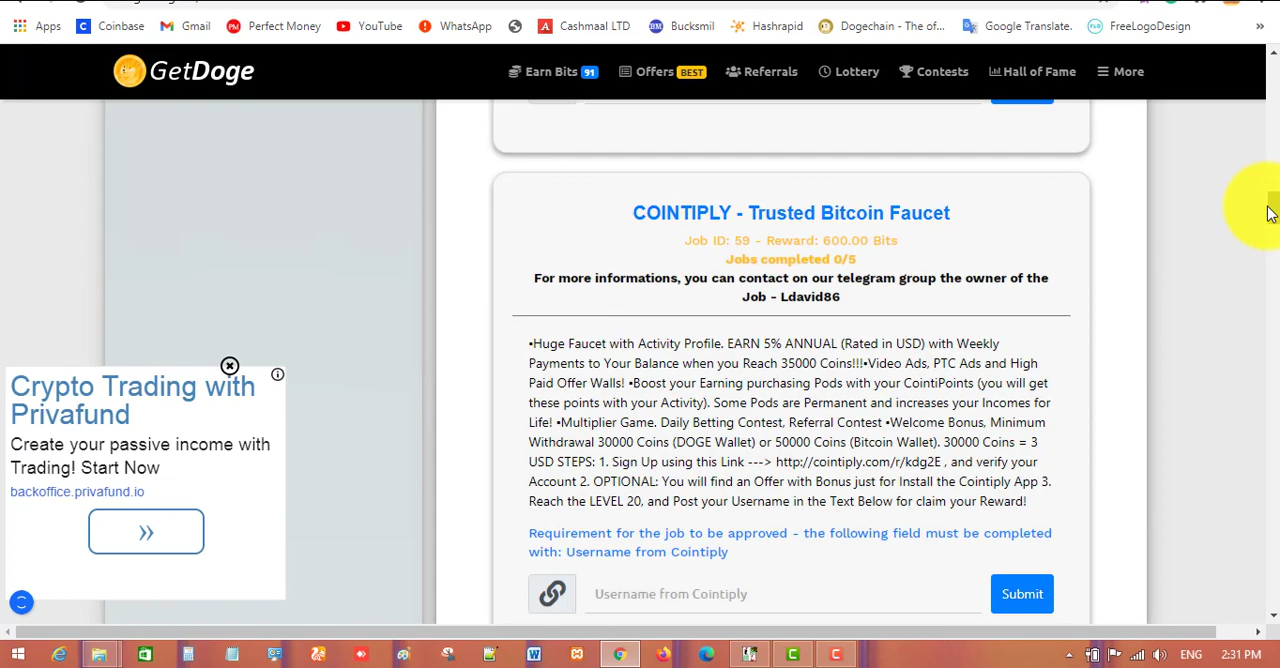 Apps Coinbase Gmail Perfect Money YouTube WhatsApp Cashmaal LTD Bucksmil Hashrapid Dogechain - The of... Google Translate. FreeLogoDesign »
GetDoge Earn Bits 91 Offers BEST Referrals Lottery Contests Hall of Fame More
COINTIPLY - Trusted Bitcoin Faucet
Job ID: 59 - Reward: 600.00 Bits
Jobs completed 0/5
For more informations, you can contact on our telegram group the owner of the
Job - Ldavid86
•Huge Faucet with Activity Profile. EARN 5% ANNUAL (Rated in USD) with Weekly
Payments to Your Balance when you Reach 35000 Coins!!!•Video Ads, PTC Ads and High
Paid Offer Walls! •Boost your Earning purchasing Pods with your CointiPoints (you will get
these points with your Activity). Some Pods are Permanent and increases your Incomes for
Life! •Multiplier Game. Daily Betting Contest, Referral Contest •Welcome Bonus, Minimum
Withdrawal 30000 Coins (DOGE Wallet) or 50000 Coins (Bitcoin Wallet). 30000 Coins = 3
USD STEPS: 1. Sign Up using this Link ---> http://cointiply.com/r/kdg2E , and verify your
Account 2. OPTIONAL: You will find an Offer with Bonus just for Install the Cointiply App 3.
Reach the LEVEL 20, and Post your Username in the Text Below for claim your Reward!
Requirement for the job to be approved - the following field must be completed
with: Username from Cointiply
Username from Cointiply Submit
Crypto Trading with
Privafund
Create your passive income with
Trading! Start Now
backoffice.privafund.io
»
ENG 2:31 PM